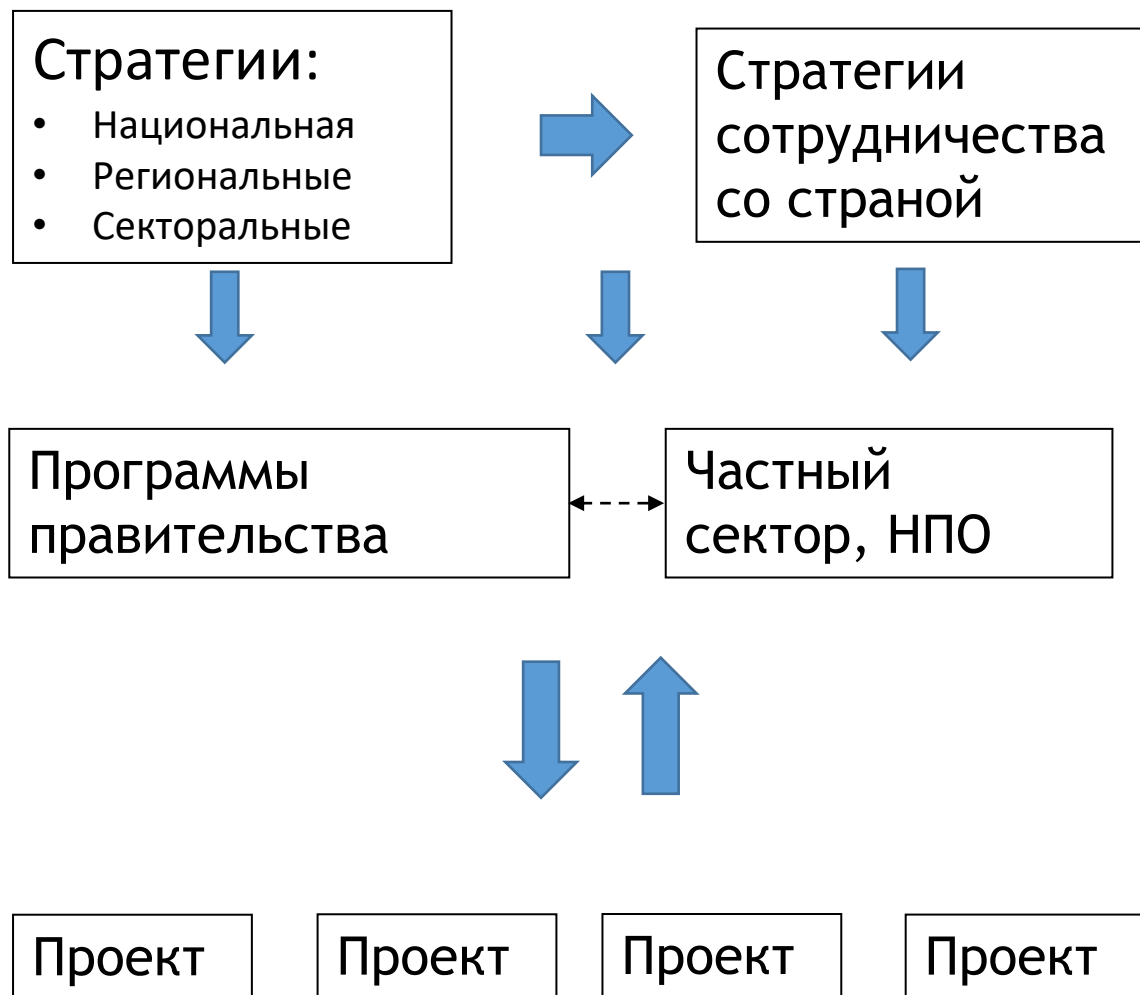 Стратегии:
• Национальная
• Региональные
• Секторальные
Стратегии
сотрудничества
со страной
Программы
правительства
Частный
сектор, НПО
Проект
Проект
Проект
Проект